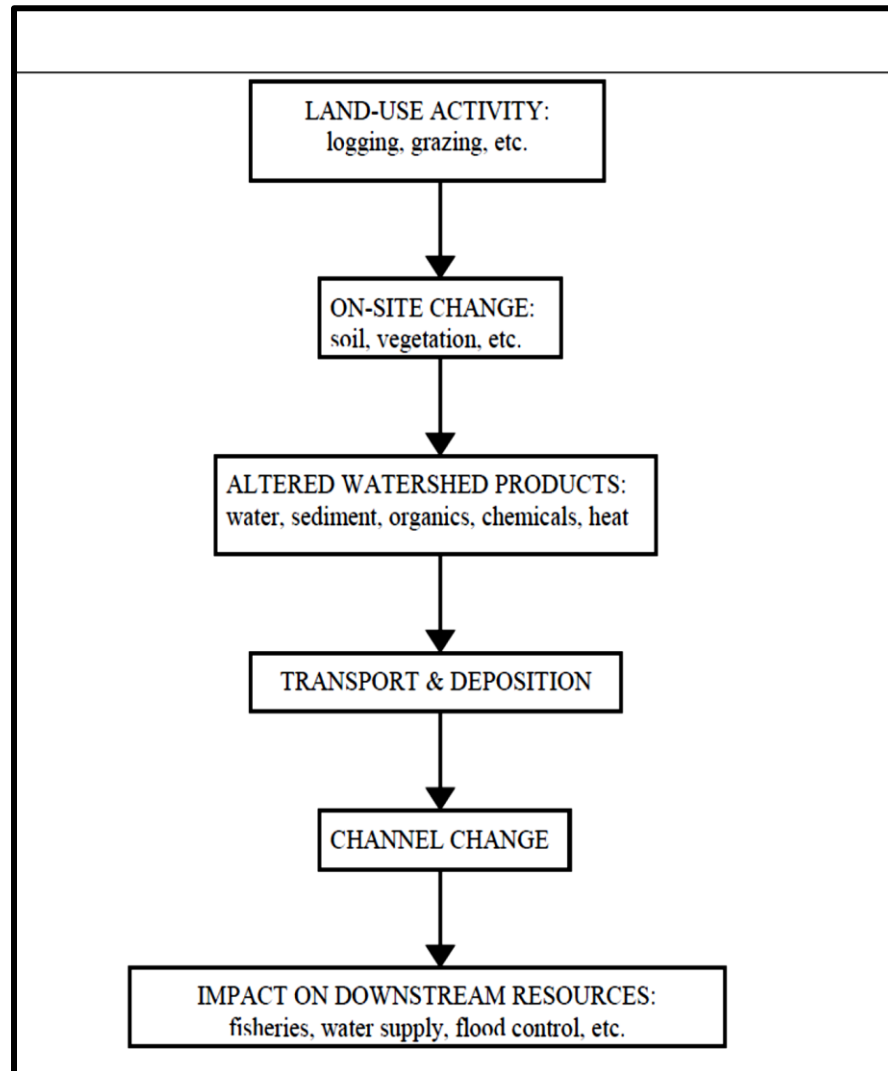 LAND-USE ACTIVITY:
logging, grazing, etc.
ON-SITE CHANGE:
soil, vegetation, etc.
ALTERED WATERSHED PRODUCTS:
water, sediment, organics, chemicals, heat
TRANSPORT & DEPOSITION
CHANNEL CHANGE
IMPACT ON DOWNSTREAM RESOURCES:
fisheries, water supply, flood control, etc.